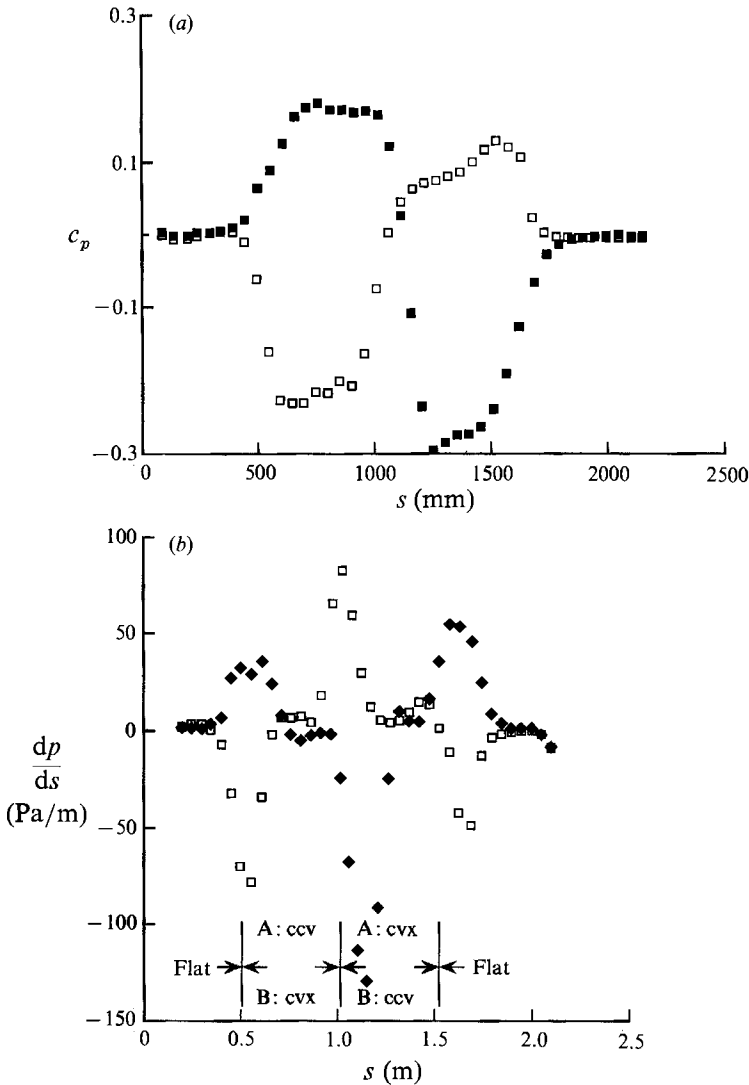 0.3
(a)
0.1
c_p
−0.1
−0.3
0
500
1000
1500
2000
2500
s (mm)
100
(b)
50
0
dp
ds
(Pa/m)
−50
−100
−150
A: ccv
A: cvx
Flat
Flat
B: cvx
B: ccv
0
0.5
1.0
1.5
2.0
2.5
s (m)